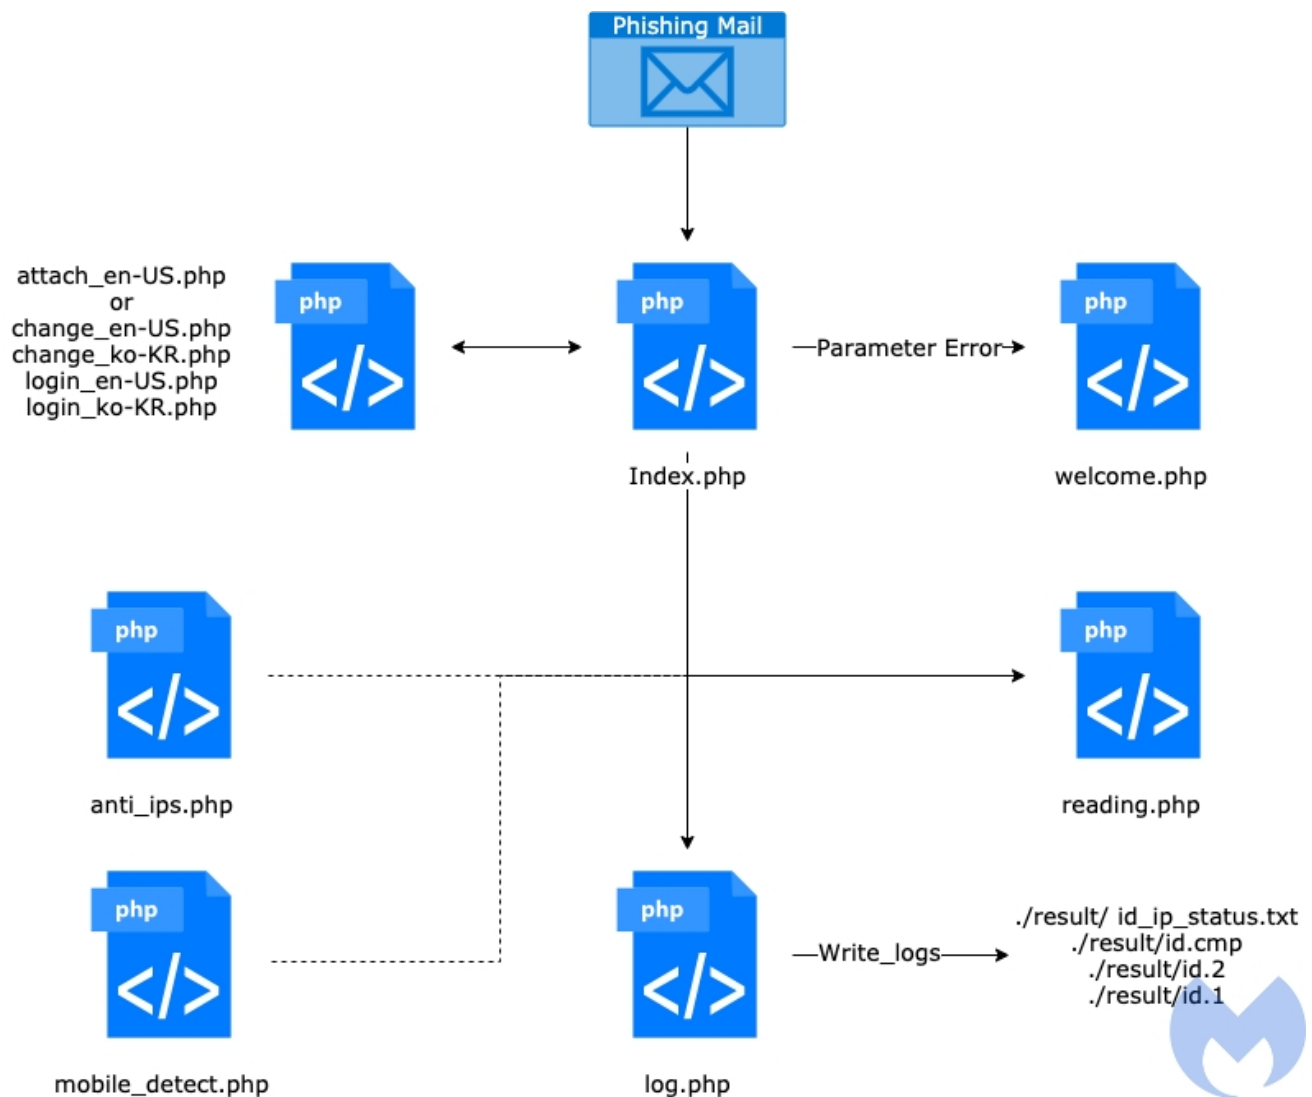 Phishing Mail
attach_en-US.php
or
change_en-US.php
change_ko-KR.php
login_en-US.php
login_ko-KR.php
php
</>
php
</>
Parameter Error
php
</>
Index.php
welcome.php
php
</>
php
</>
anti_ips.php
reading.php
php
</>
php
</>
Write_logs
./result/ id_ip_status.txt
./result/id.cmp
./result/id.2
./result/id.1
mobile_detect.php
log.php